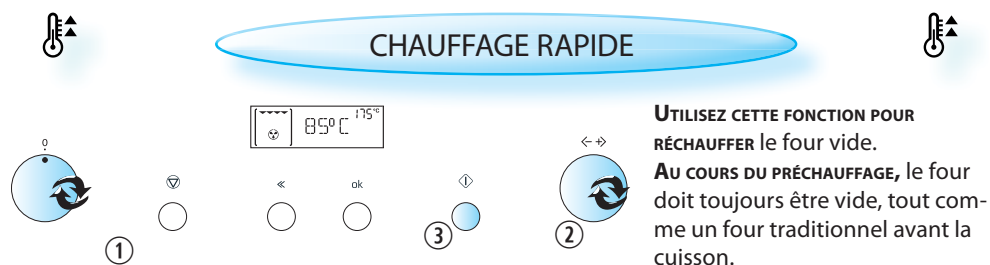 CHAUFFAGE RAPIDE
0
85°C 175°C
ok
1
3
2
UTILISEZ CETTE FONCTION POUR
RÉCHAUFFER le four vide.
AU COURS DU PRÉCHAUFFAGE, le four
doit toujours être vide, tout com-
me un four traditionnel avant la
cuisson.